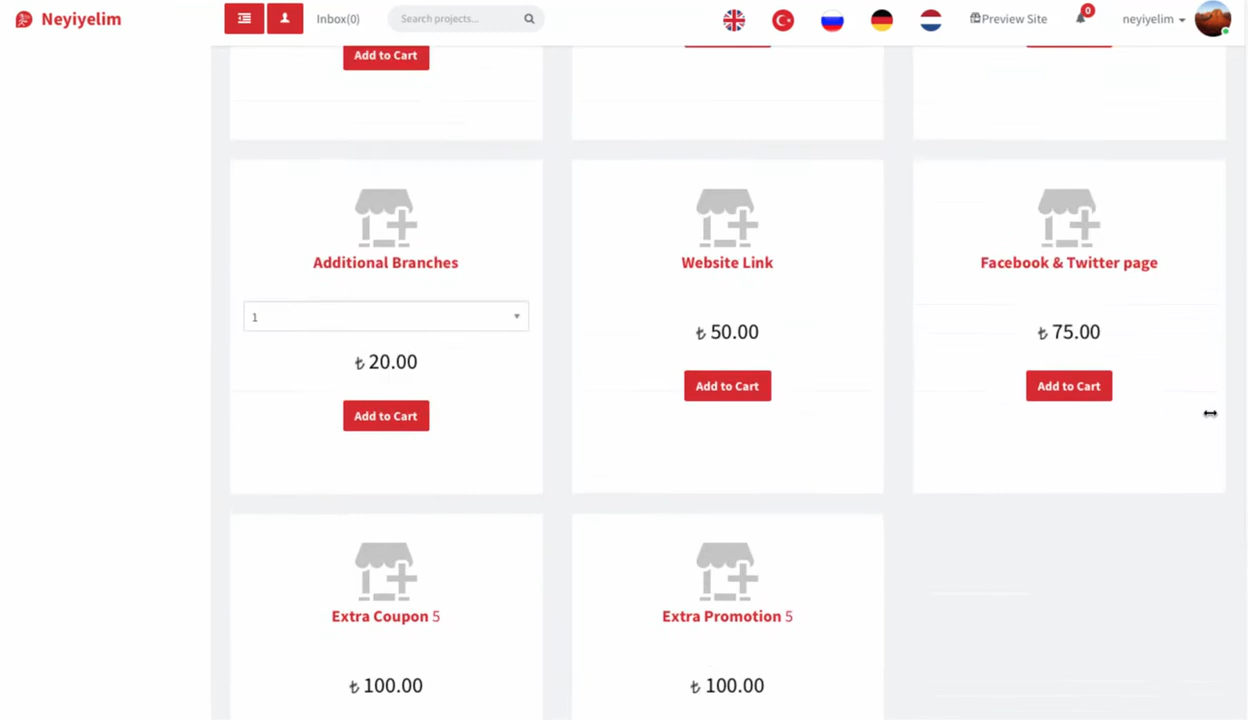 Neyiyelim
Inbox(0)
Search projects...
Preview Site
0
neyiyelim
Add to Cart
Additional Branches
1
₺ 20.00
Add to Cart
Website Link
₺ 50.00
Add to Cart
Facebook & Twitter page
₺ 75.00
Add to Cart
Extra Coupon 5
₺ 100.00
Extra Promotion 5
₺ 100.00